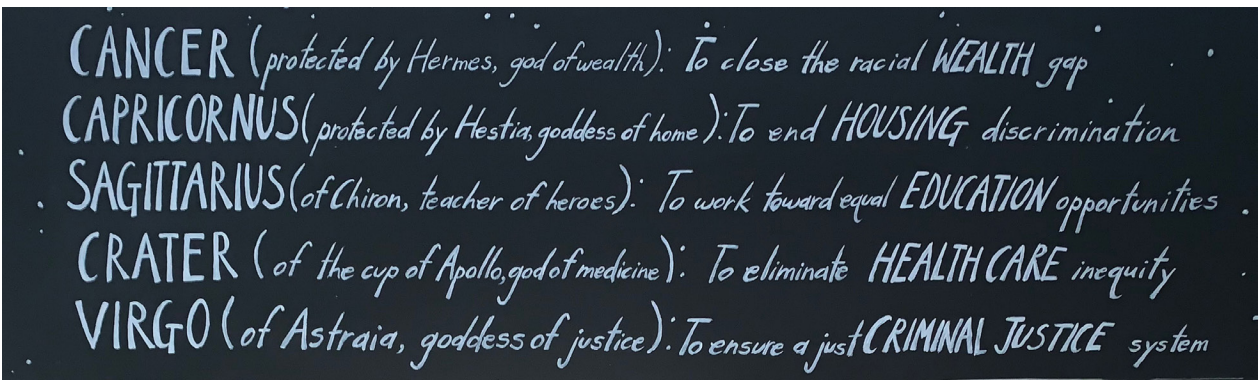 CANCER (protected by Hermes, god of wealth): To close the racial WEALTH gap
CAPRICORNUS (protected by Hestia, goddess of home): To end HOUSING discrimination
SAGITTARIUS (of Chiron, teacher of heroes): To work toward equal EDUCATION opportunities
CRATER (of the cup of Apollo, god of medicine): To eliminate HEALTH CARE inequity
VIRGO (of Astraia, goddess of justice): To ensure a just CRIMINAL JUSTICE system